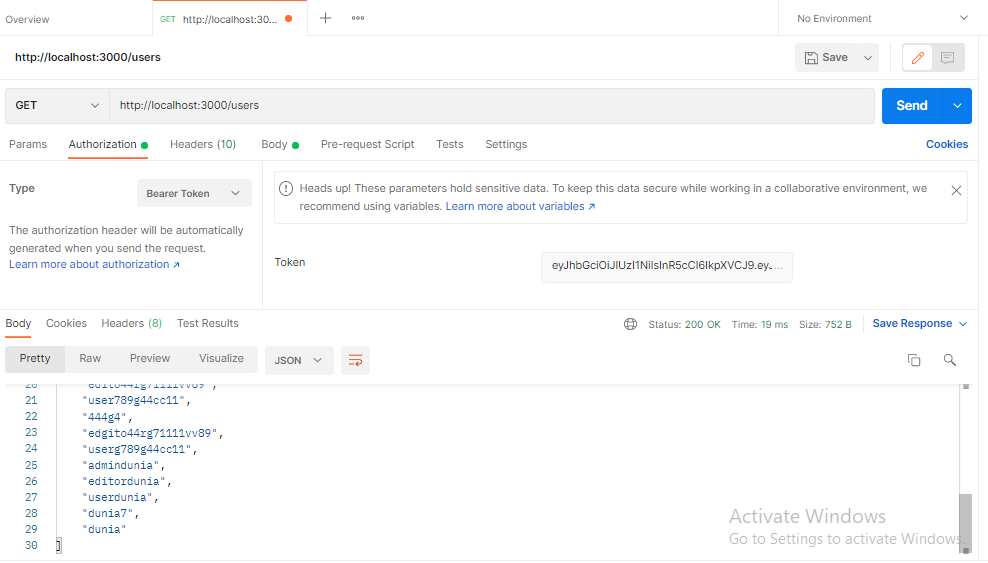 Overview
GET http://localhost:30...
No Environment
http://localhost:3000/users
Save
GET
http://localhost:3000/users
Send
Params
Authorization
Headers (10)
Body
Pre-request Script
Tests
Settings
Cookies
Type
Bearer Token
The authorization header will be automatically
generated when you send the request.
Learn more about authorization ↗
Heads up! These parameters hold sensitive data. To keep this data secure while working in a collaborative environment, we
recommend using variables. Learn more about variables ↗
Token
eyJhbGciOiJIUzI1NiIsInR5cCI6IkpXVCJ9.eyJ...
Body
Cookies
Headers (8)
Test Results
Status: 200 OK
Time: 19 ms
Size: 752 B
Save Response
Pretty
Raw
Preview
Visualize
JSON
20 "edito44rg71111vv89",
21 "user789g44cc11",
22 "444g4",
23 "edgito44rg71111vv89",
24 "userg789g44cc11",
25 "admindunia",
26 "editordunia",
27 "userdunia",
28 "dunia7",
29 "dunia"
30 ]
Activate Windows
Go to Settings to activate Windows.